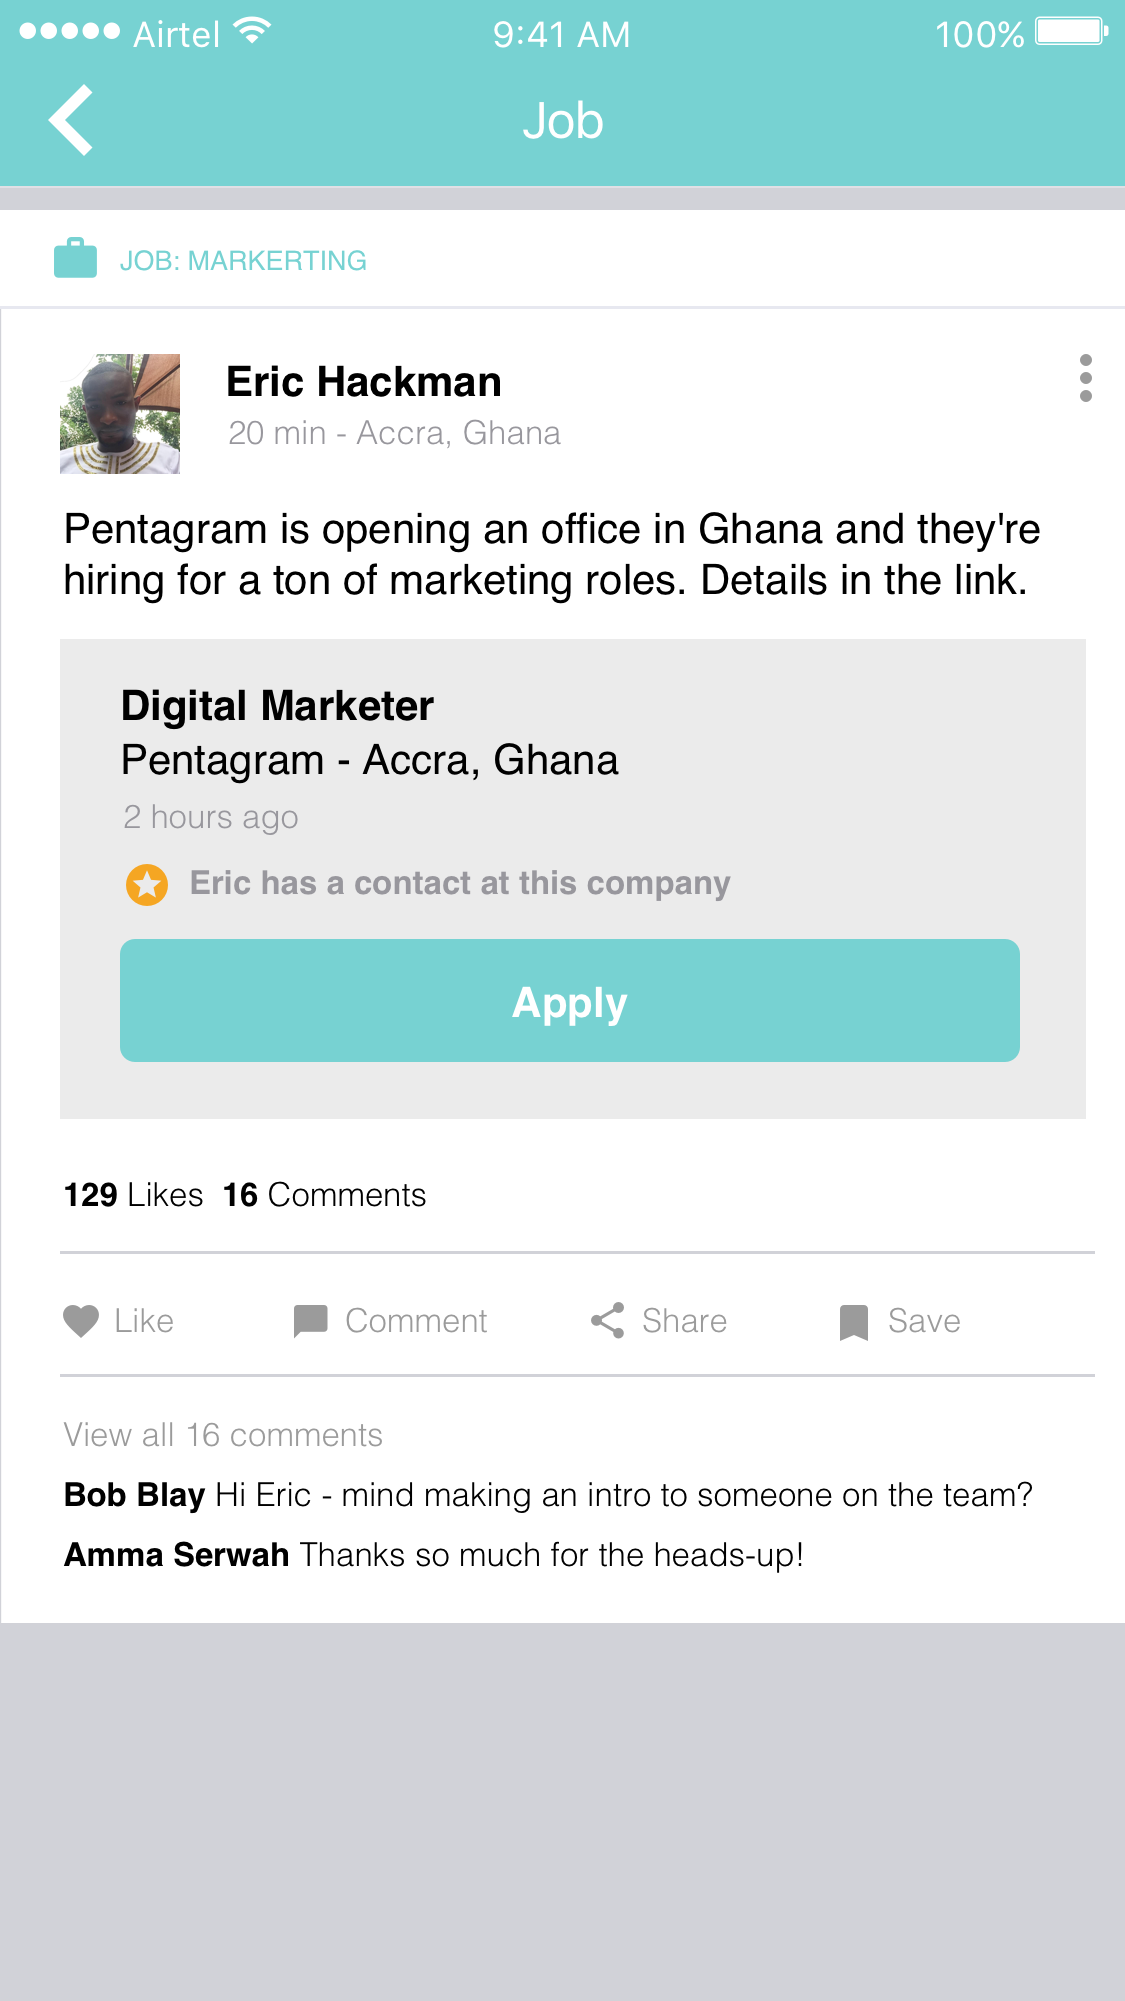 Airtel 9:41 AM 100%
Job
JOB: MARKERTING
Eric Hackman
20 min - Accra, Ghana
Pentagram is opening an office in Ghana and they're
hiring for a ton of marketing roles. Details in the link.
Digital Marketer
Pentagram - Accra, Ghana
2 hours ago
Eric has a contact at this company
Apply
129 Likes 16 Comments
Like Comment Share Save
View all 16 comments
Bob Blay Hi Eric - mind making an intro to someone on the team?
Amma Serwah Thanks so much for the heads-up!